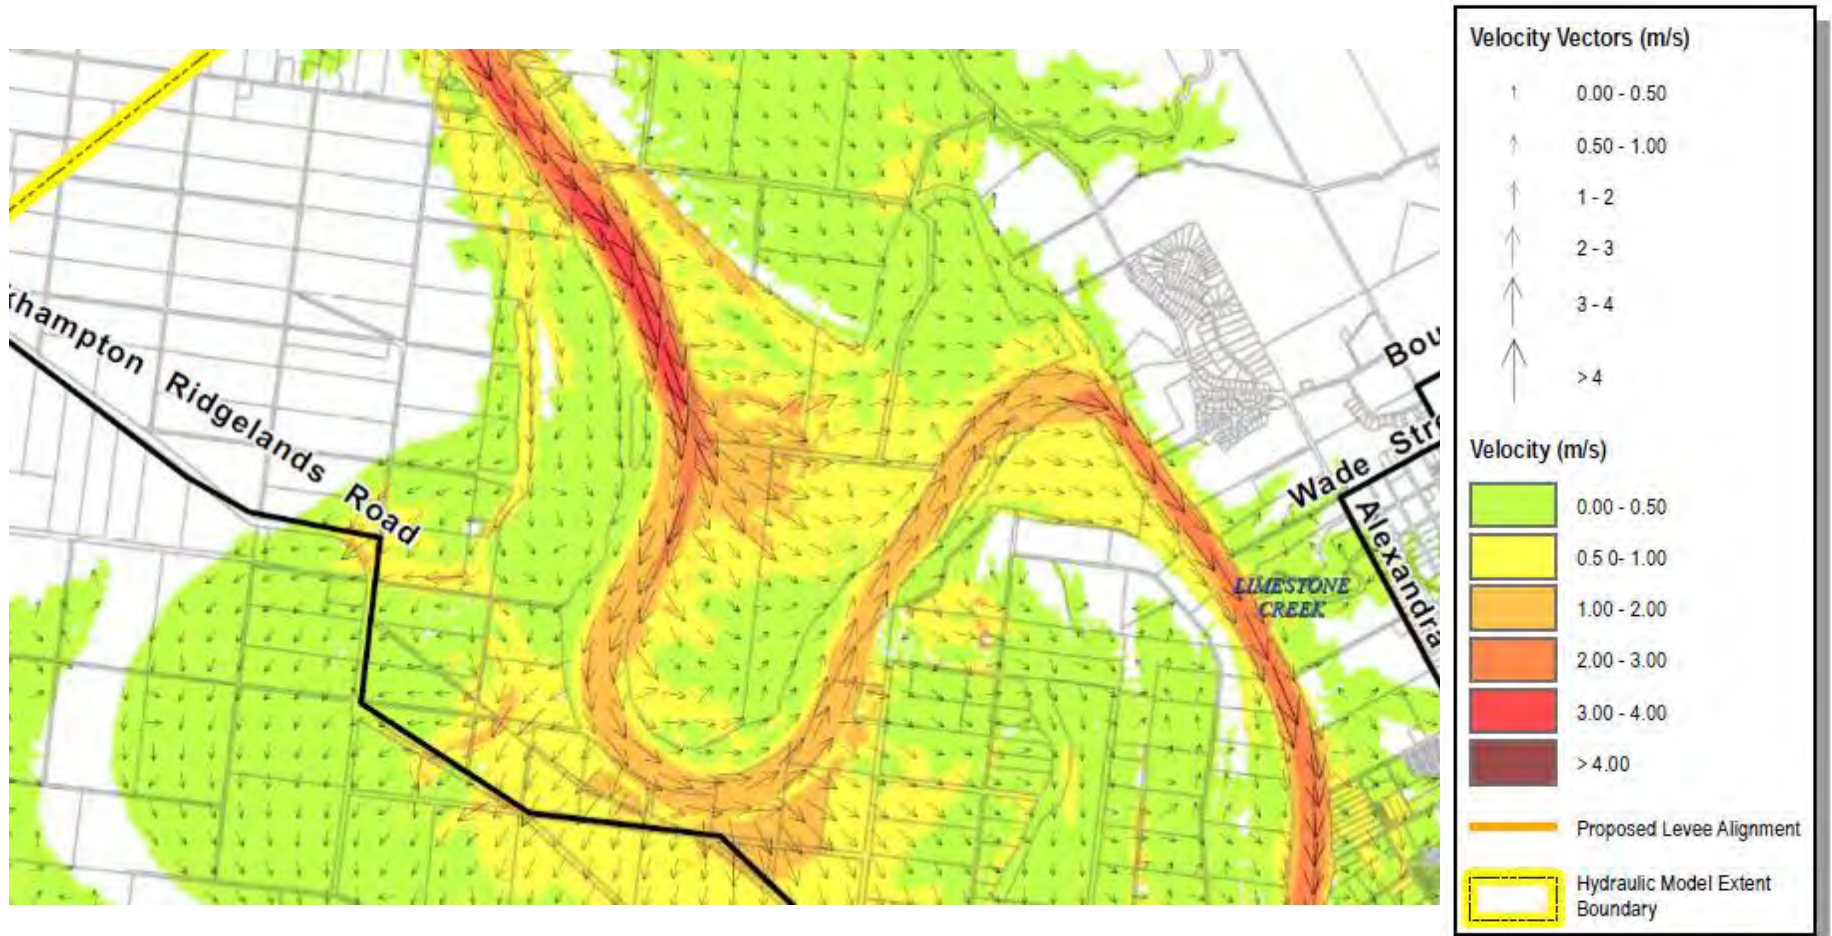 khampton Ridgelands Road
Bou
Wade Stre
Alexandra
LIMESTONE
CREEK
Velocity Vectors (m/s)
0.00 - 0.50
0.50 - 1.00
1 - 2
2 - 3
3 - 4
> 4
Velocity (m/s)
0.00 - 0.50
0.5 0- 1.00
1.00 - 2.00
2.00 - 3.00
3.00 - 4.00
> 4.00
Proposed Levee Alignment
Hydraulic Model Extent
Boundary